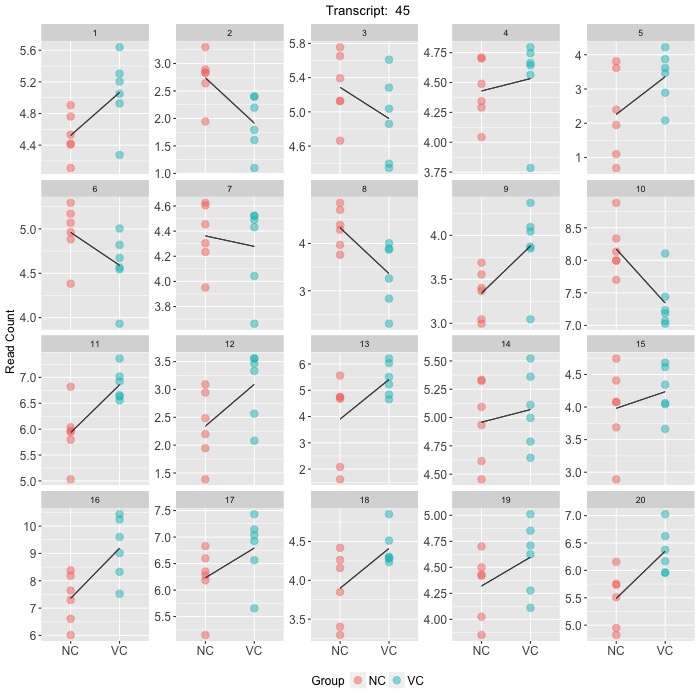 Transcript: 45
1 2 3 4 5
5.6 5.2 4.8 4.4
3.0 2.5 2.0 1.5 1.0
5.8 5.4 5.0 4.6
4.75 4.50 4.25 4.00 3.75
4 3 2 1
6 7 8 9 10
5.0 4.5 4.0
4.6 4.4 4.2 4.0 3.8
4 3
4.0 3.5 3.0
8.5 8.0 7.5 7.0
Read Count
11 12 13 14 15
7.0 6.5 6.0 5.5 5.0
3.5 3.0 2.5 2.0 1.5
6 5 4 3 2
5.50 5.25 5.00 4.75 4.50
4.5 4.0 3.5 3.0
16 17 18 19 20
10 9 8 7 6
7.5 7.0 6.5 6.0 5.5
4.5 4.0 3.5
5.00 4.75 4.50 4.25 4.00
7.0 6.5 6.0 5.5 5.0
NC VC NC VC NC VC NC VC NC VC
Group NC VC